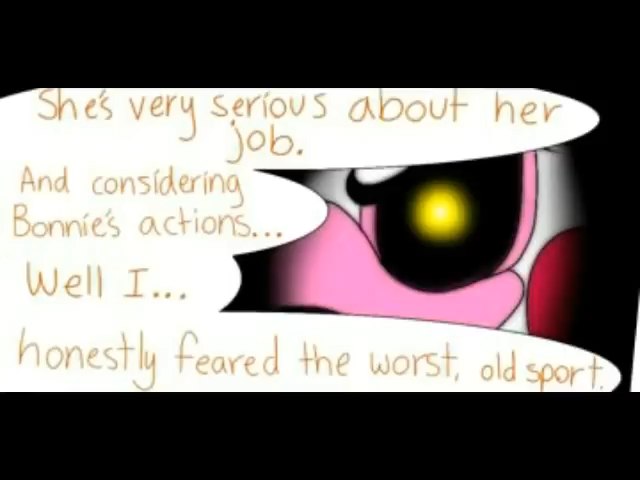 She's very serious about her
job.
And considering
Bonnie's actions...
Well I...
honestly feared the worst, old sport.